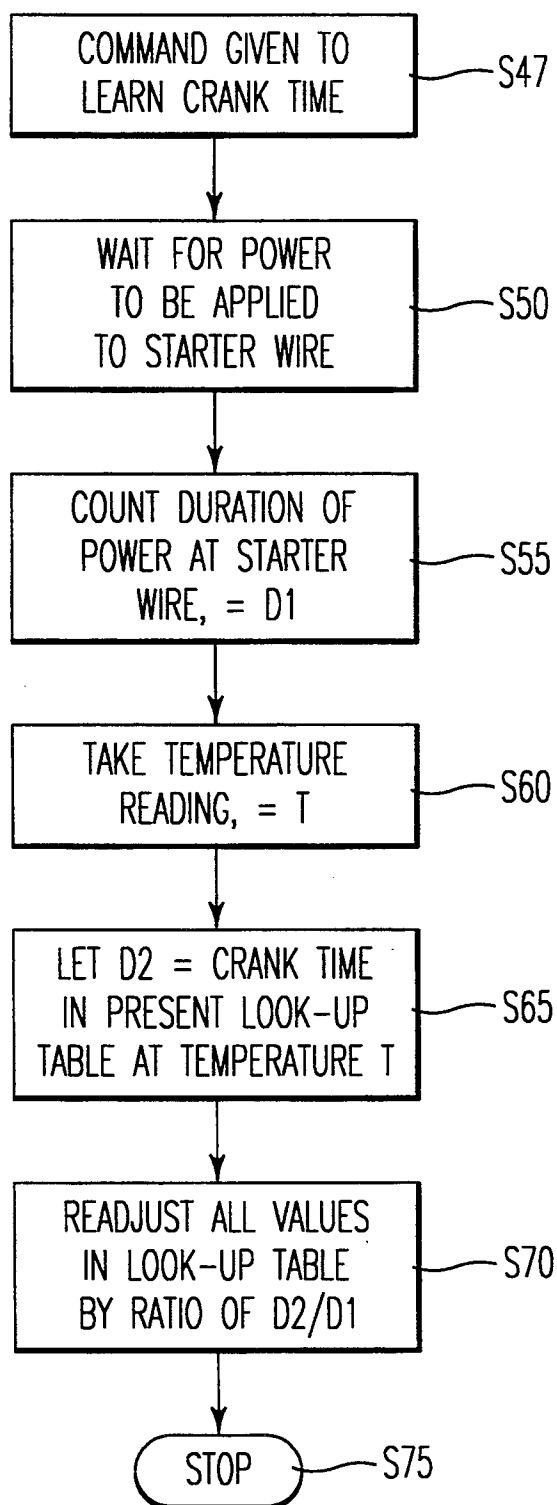 COMMAND GIVEN TO
LEARN CRANK TIME
S47
WAIT FOR POWER
TO BE APPLIED
TO STARTER WIRE
S50
COUNT DURATION OF
POWER AT STARTER
WIRE, = D1
S55
TAKE TEMPERATURE
READING, = T
S60
LET D2 = CRANK TIME
IN PRESENT LOOK-UP
TABLE AT TEMPERATURE T
S65
READJUST ALL VALUES
IN LOOK-UP TABLE
BY RATIO OF D2/D1
S70
STOP
S75